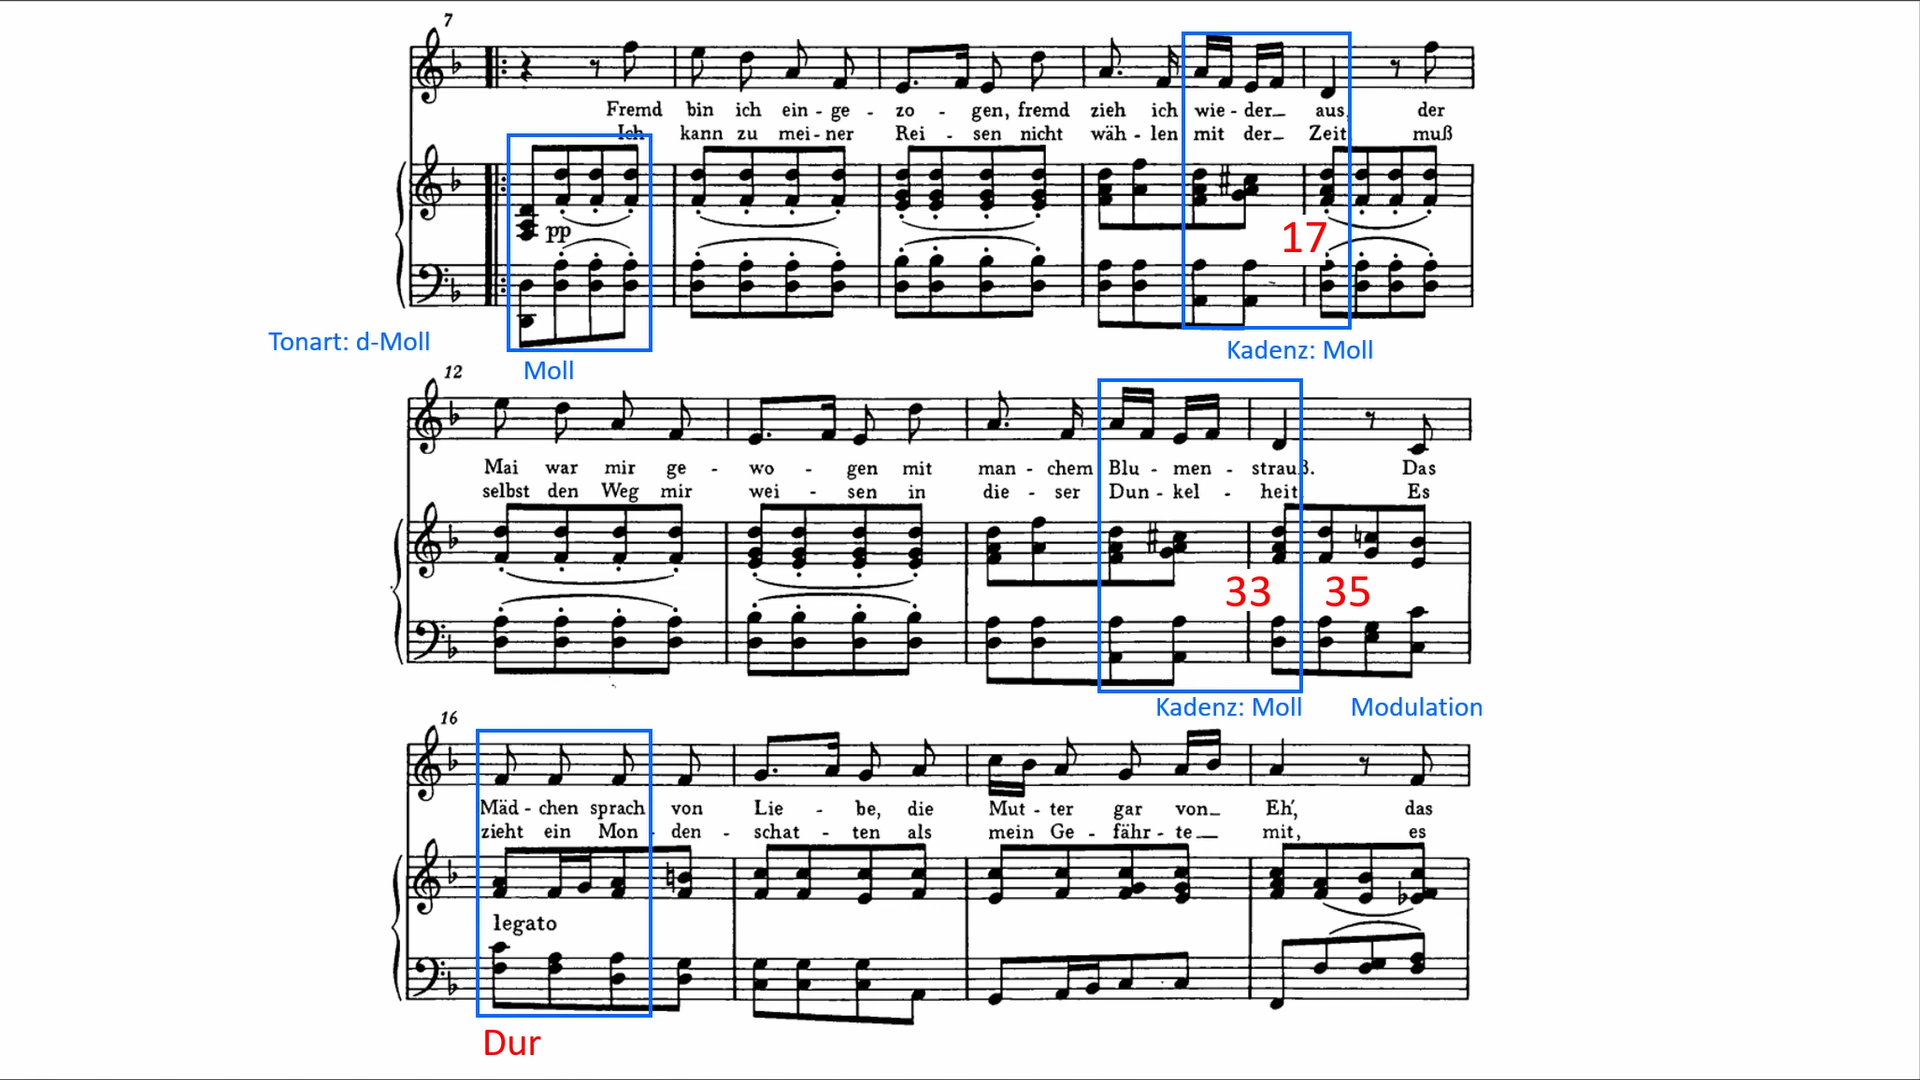 7
Fremd bin ich ein - ge - zo - gen, fremd zieh ich wie - der_ aus, der
Ich kann zu mei - ner Rei - sen nicht wäh - len mit der_ Zeit, muß
pp
17
Tonart: d-Moll
Moll
Kadenz: Moll
12
Mai war mir ge - wo - gen mit man - chem Blu - men - strauß. Das
selbst den Weg mir wei - sen in die - ser Dun - kel - heit. Es
33 35
Kadenz: Moll Modulation
16
Mäd - chen sprach von Lie - be, die Mut - ter gar von_ Eh', das
zieht ein Mon - den - schat - ten als mein Ge - fähr - te_ mit, es
legato
Dur